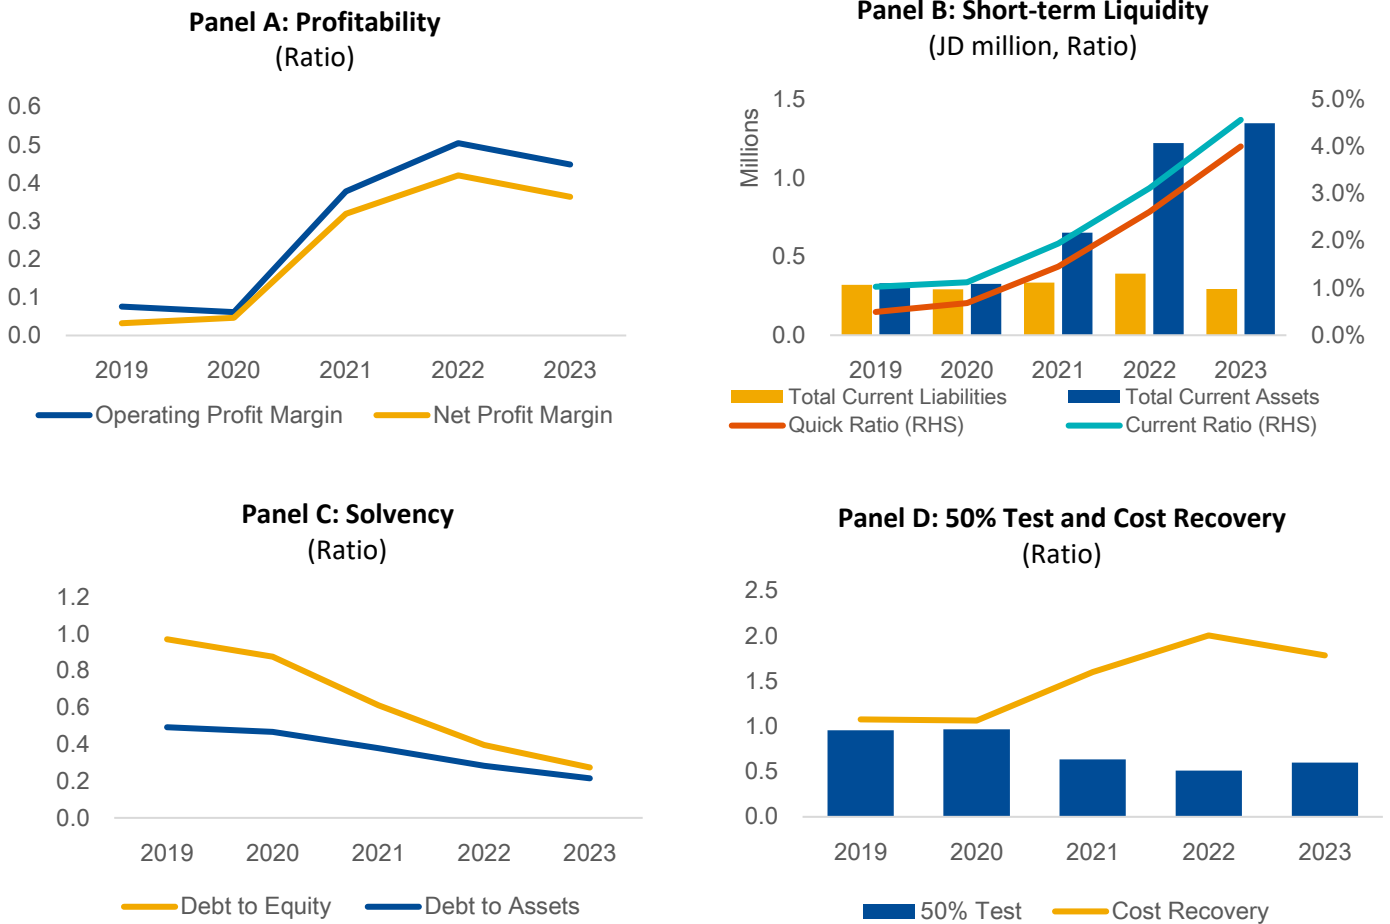 Panel A: Profitability
(Ratio)
0.6
0.5
0.4
0.3
0.2
0.1
0.0
2019 2020 2021 2022 2023
Operating Profit Margin Net Profit Margin
Panel B: Short-term Liquidity
(JD million, Ratio)
Millions
1.5 5.0%
4.0%
1.0 3.0%
0.5 2.0%
1.0%
0.0 0.0%
2019 2020 2021 2022 2023
Total Current Liabilities Total Current Assets
Quick Ratio (RHS) Current Ratio (RHS)
Panel C: Solvency
(Ratio)
1.2
1.0
0.8
0.6
0.4
0.2
0.0
2019 2020 2021 2022 2023
Debt to Equity Debt to Assets
Panel D: 50% Test and Cost Recovery
(Ratio)
2.5
2.0
1.5
1.0
0.5
0.0
2019 2020 2021 2022 2023
50% Test Cost Recovery